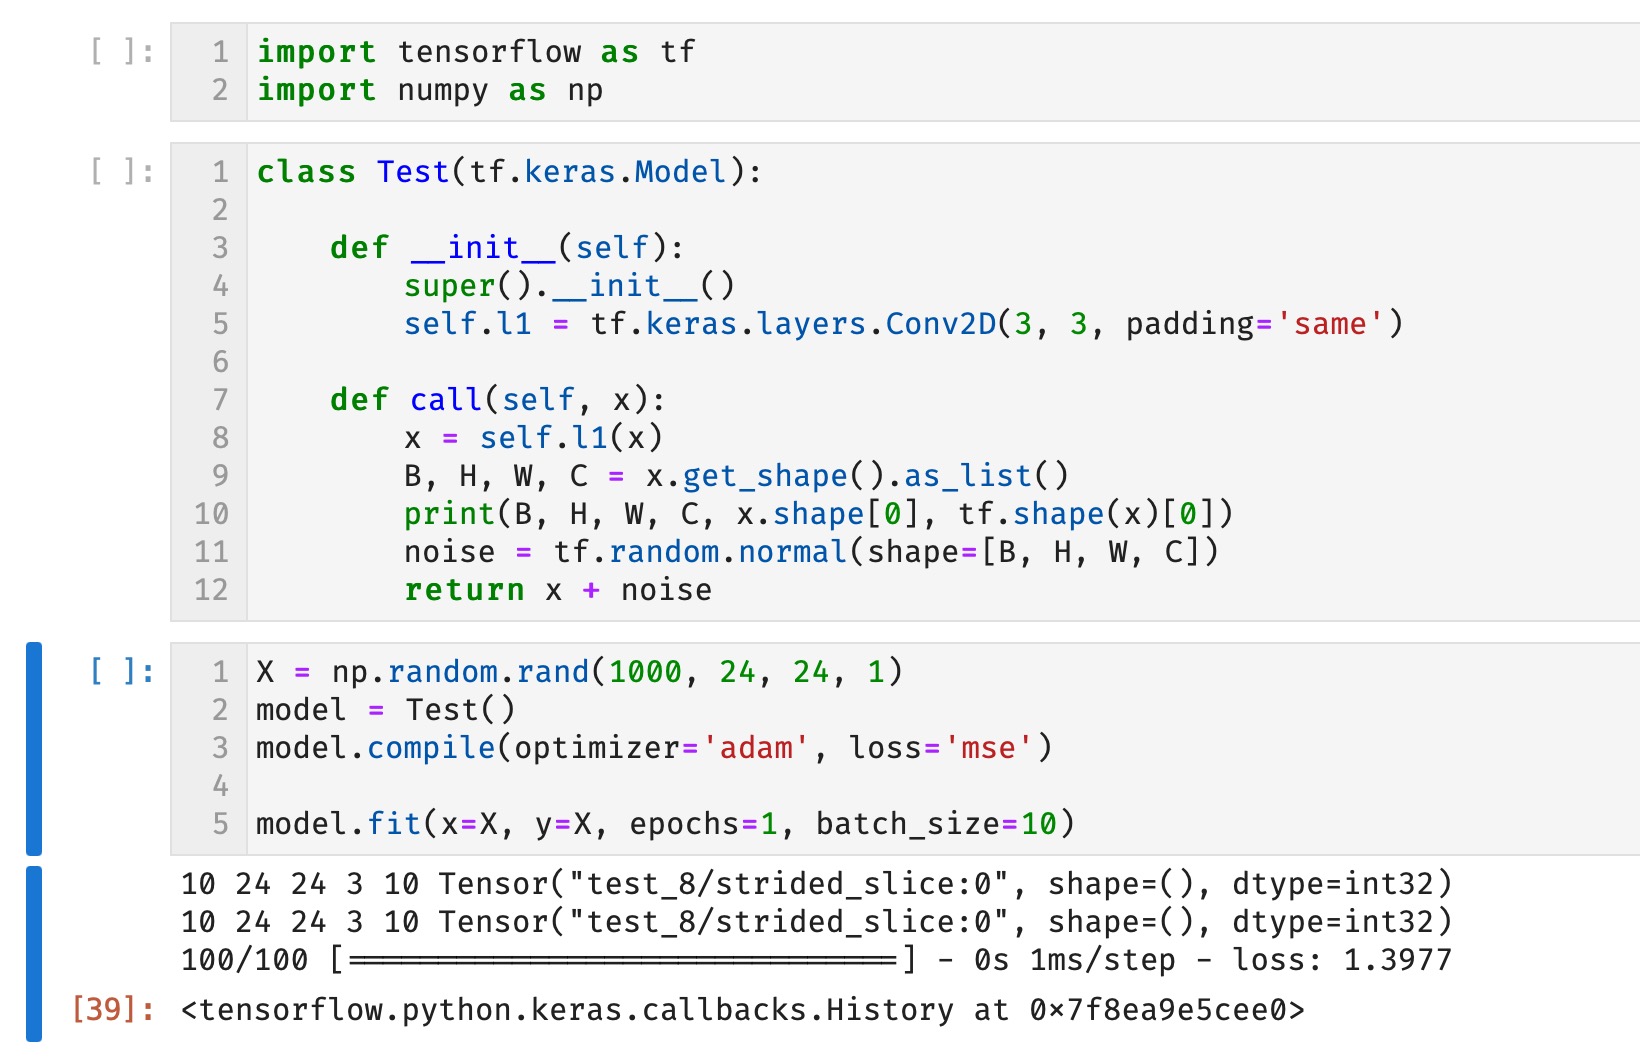 [ ]: 1 import tensorflow as tf
2 import numpy as np
[ ]: 1 class Test(tf.keras.Model):
2
3     def __init__(self):
4         super().__init__()
5         self.l1 = tf.keras.layers.Conv2D(3, 3, padding='same')
6
7     def call(self, x):
8         x = self.l1(x)
9         B, H, W, C = x.get_shape().as_list()
10         print(B, H, W, C, x.shape[0], tf.shape(x)[0])
11         noise = tf.random.normal(shape=[B, H, W, C])
12         return x + noise
[ ]: 1 X = np.random.rand(1000, 24, 24, 1)
2 model = Test()
3 model.compile(optimizer='adam', loss='mse')
4
5 model.fit(x=X, y=X, epochs=1, batch_size=10)
10 24 24 3 10 Tensor("test_8/strided_slice:0", shape=(), dtype=int32)
10 24 24 3 10 Tensor("test_8/strided_slice:0", shape=(), dtype=int32)
100/100 [==============================] - 0s 1ms/step - loss: 1.3977
[39]: <tensorflow.python.keras.callbacks.History at 0x7f8ea9e5cee0>